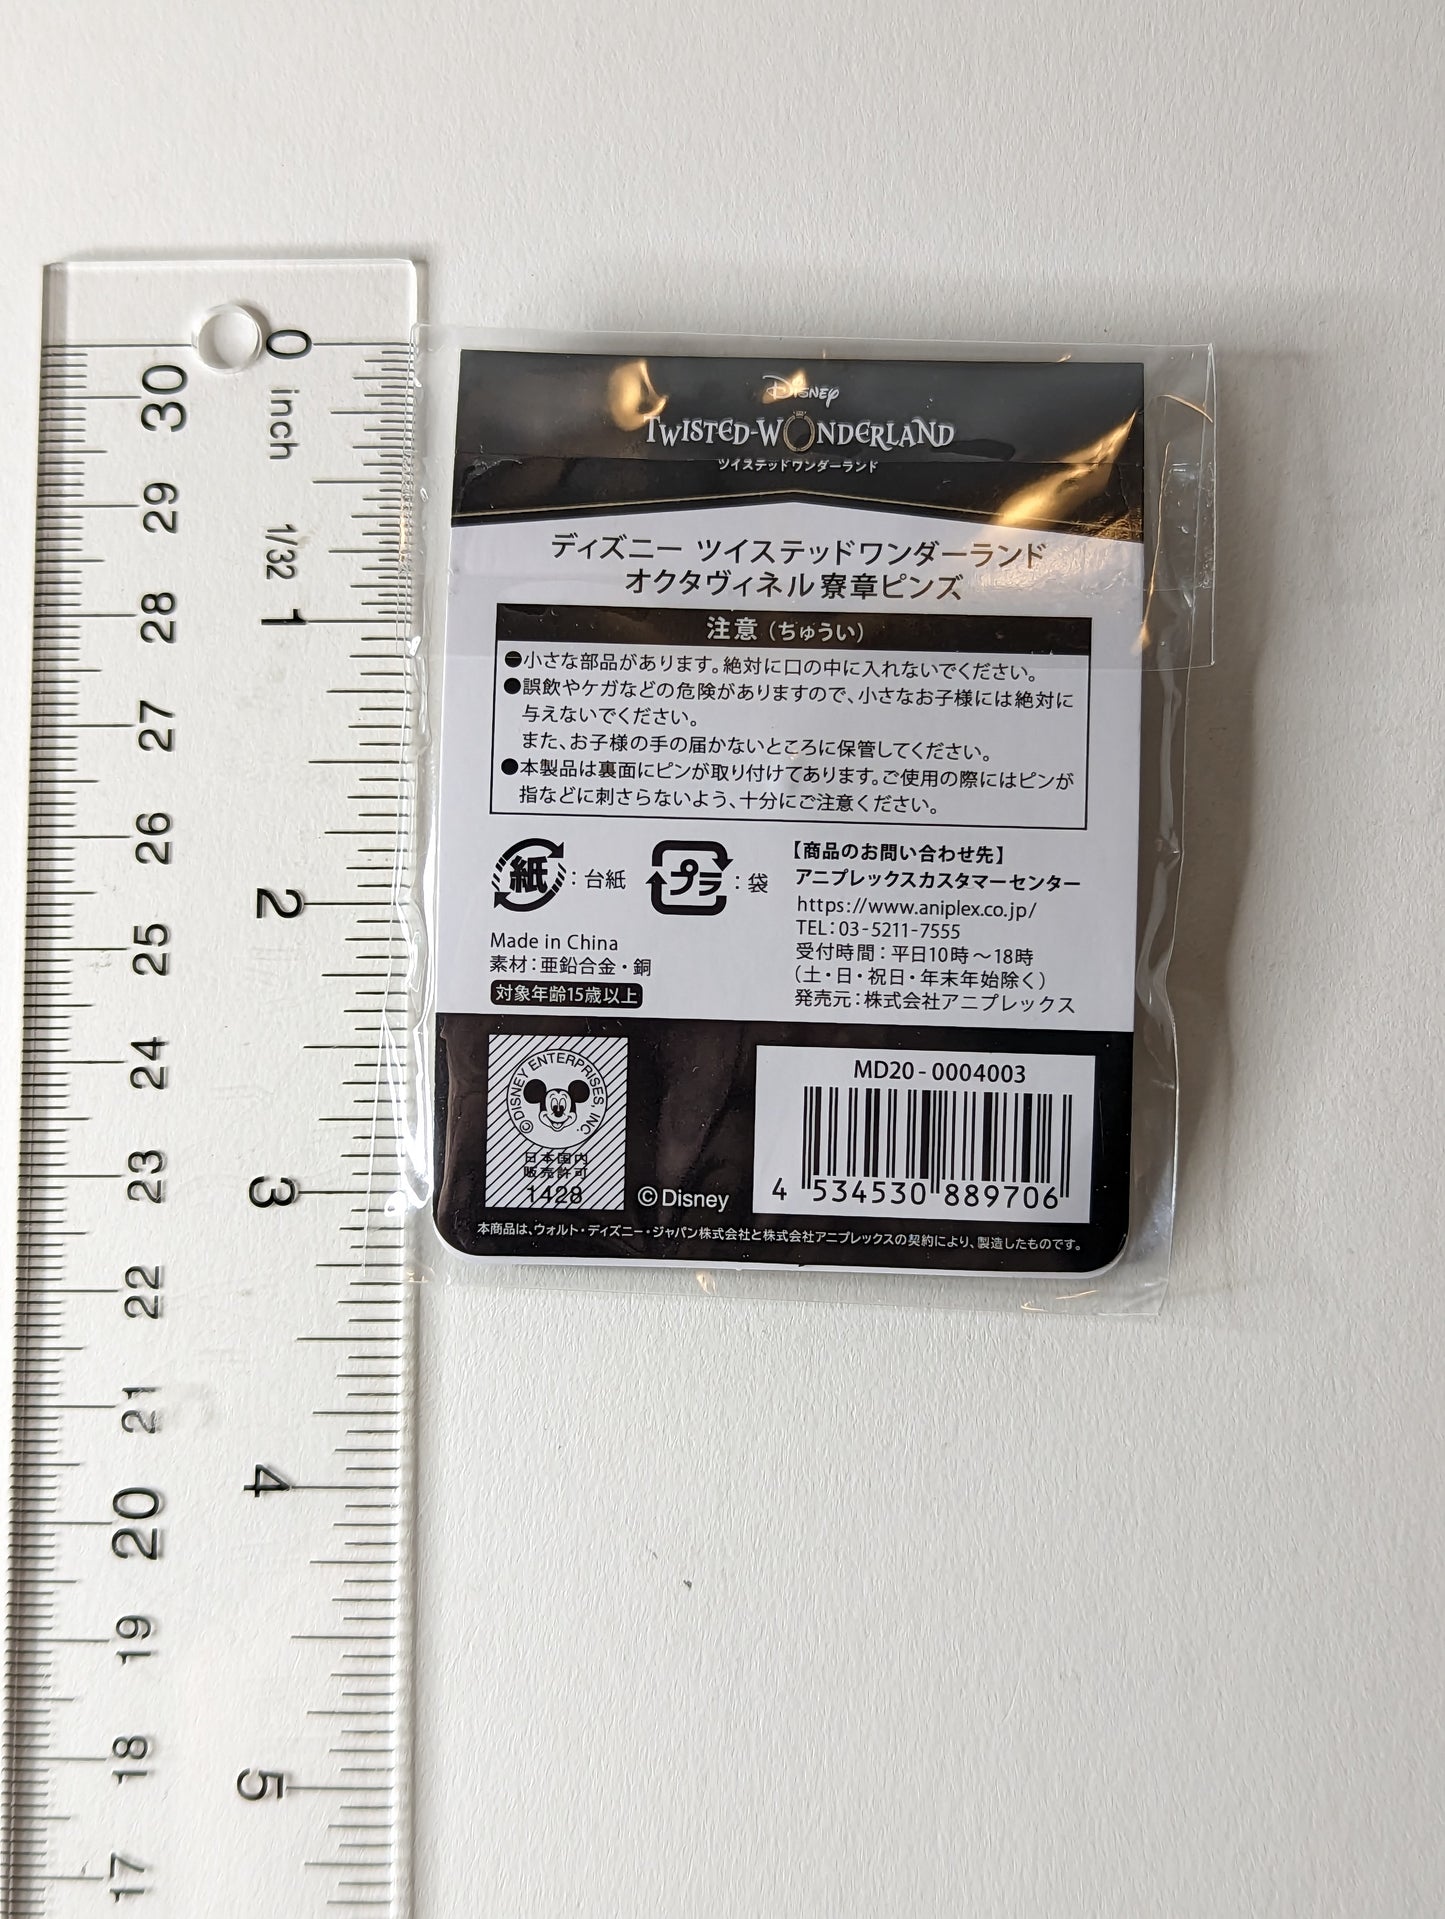 Disney
TWISTED-WONDERLAND
ツイステッドワンダーランド
ディズニー ツイステッドワンダーランド
オクタヴィネル寮章ピンズ
注意（ちゅうい）
●小さな部品があります。絶対に口の中に入れないでください。
●誤飲やケガなどの危険がありますので、小さなお子様には絶対に
与えないでください。
また、お子様の手の届かないところに保管してください。
●本製品は裏面にピンが取り付けてあります。ご使用の際にはピンが
指などに刺さらないよう、十分にご注意ください。
紙：台紙
プラ：袋
Made in China
素材：亜鉛合金・銅
対象年齢15歳以上
【商品のお問い合わせ先】
アニプレックスカスタマーセンター
https://www.aniplex.co.jp/
TEL：03-5211-7555
受付時間：平日10時～18時
（土・日・祝日・年末年始除く）
発売元：株式会社アニプレックス
©DISNEY ENTERPRISES, INC.
日本国内
販売許可
1428
©Disney
MD20-0004003
4 534530 889706
本商品は、ウォルト・ディズニー・ジャパン株式会社と株式会社アニプレックスの契約により、製造したものです。
0
inch
1/32
1
2
3
4
5
30
29
28
27
26
25
24
23
22
21
20
19
18
17